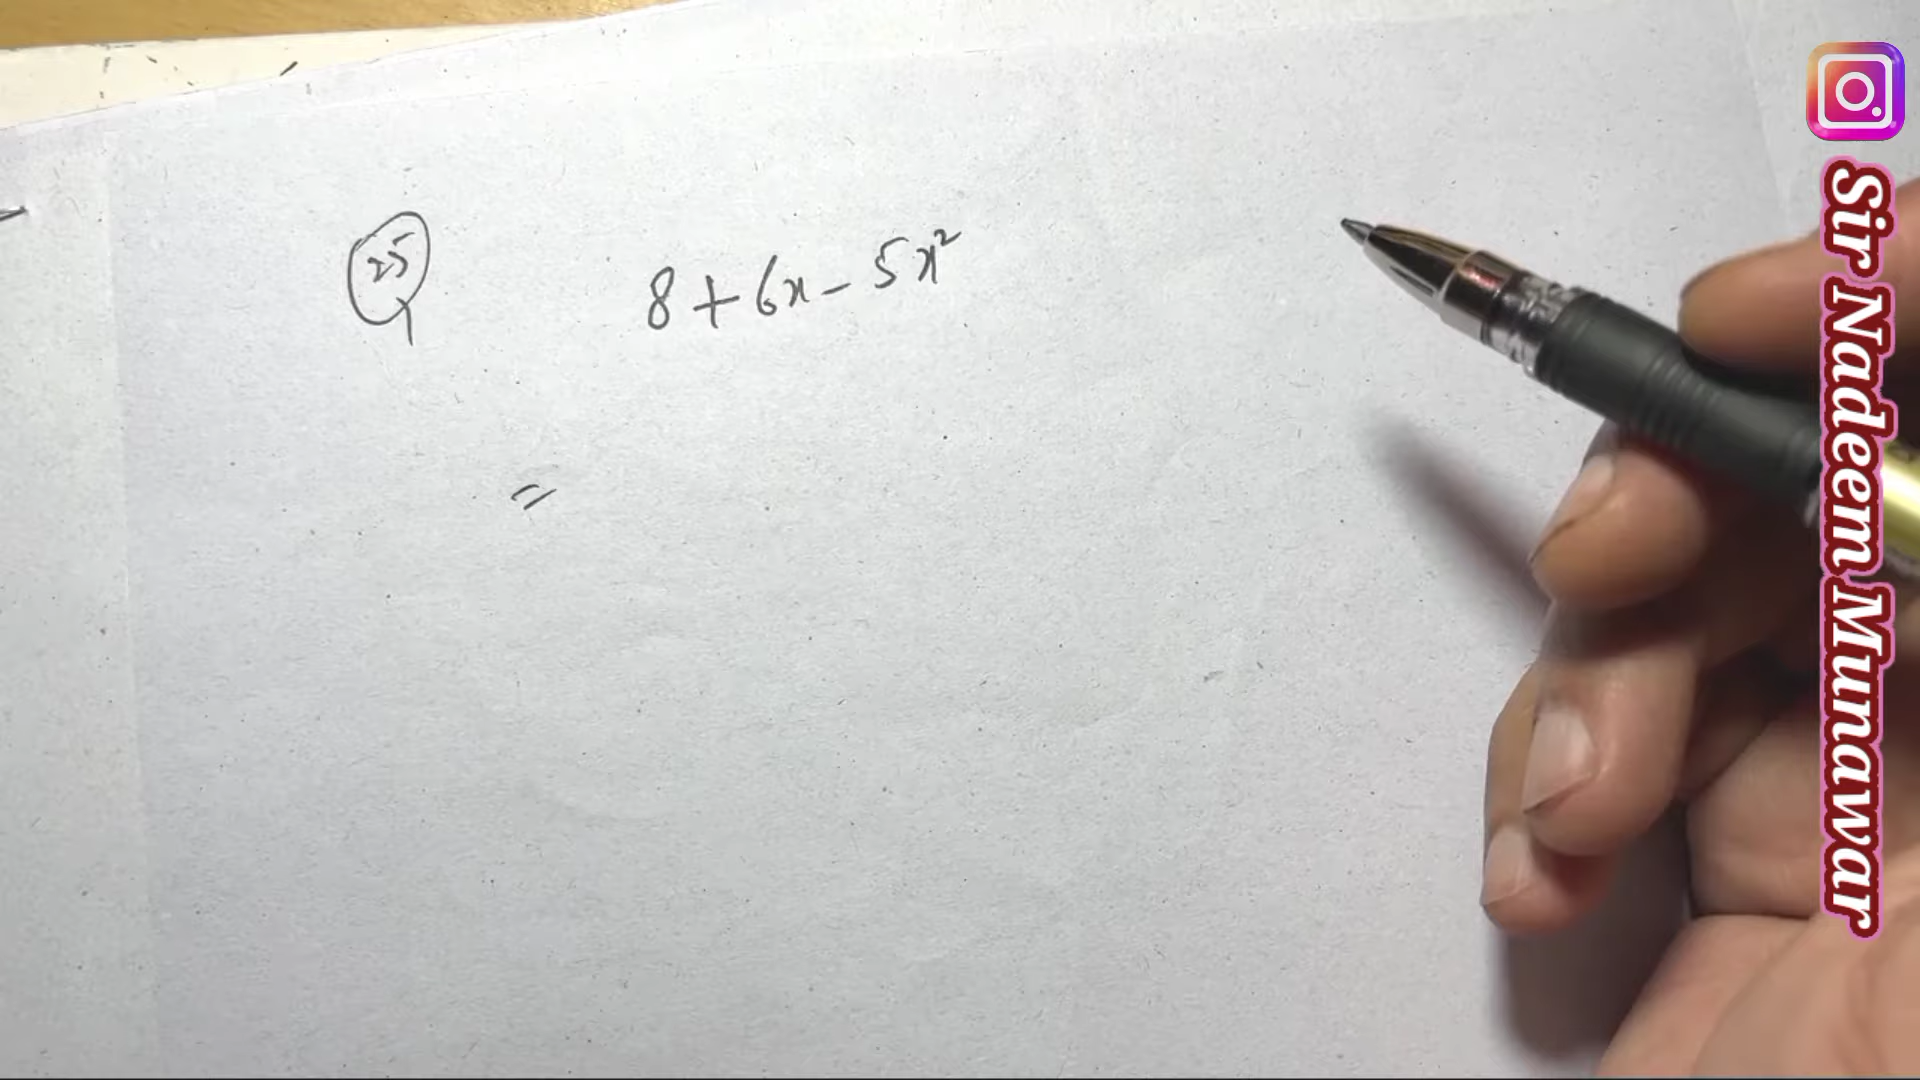 25
8 + 6x - 5x²
=
Sir Nadeem Munawar